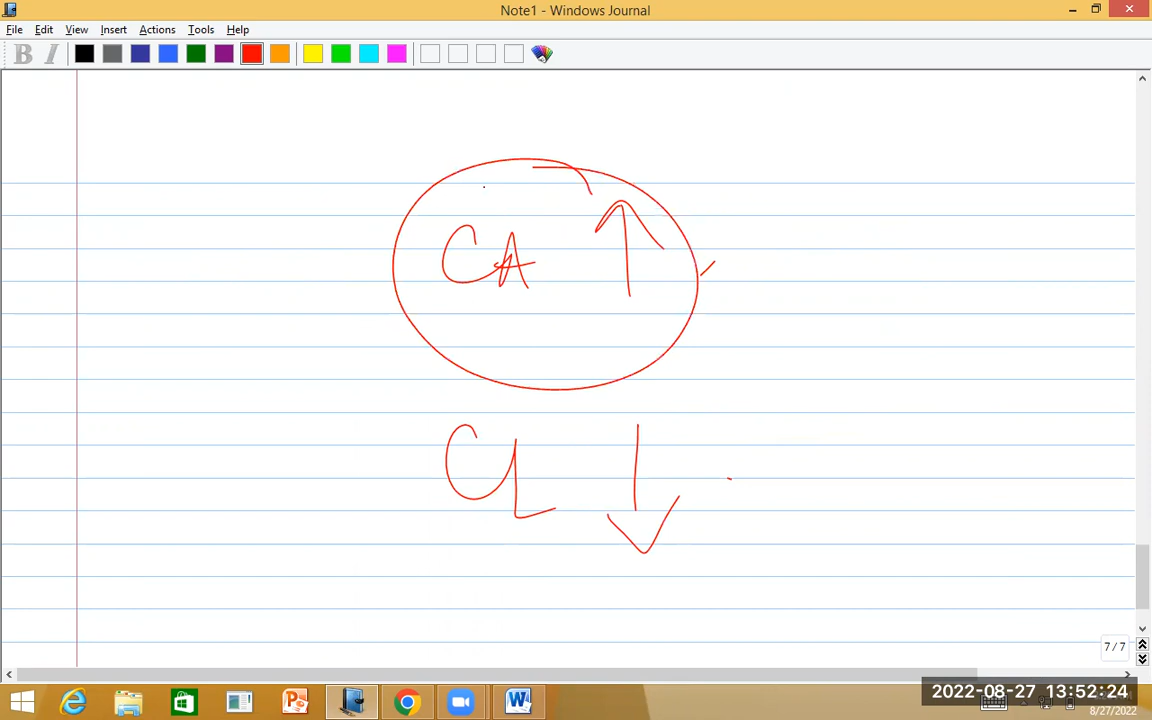 Note1 - Windows Journal
File Edit View Insert Actions Tools Help
B I
CA ↑
CL ↓
7 / 7
2022-08-27 13:52:24
8/27/2022